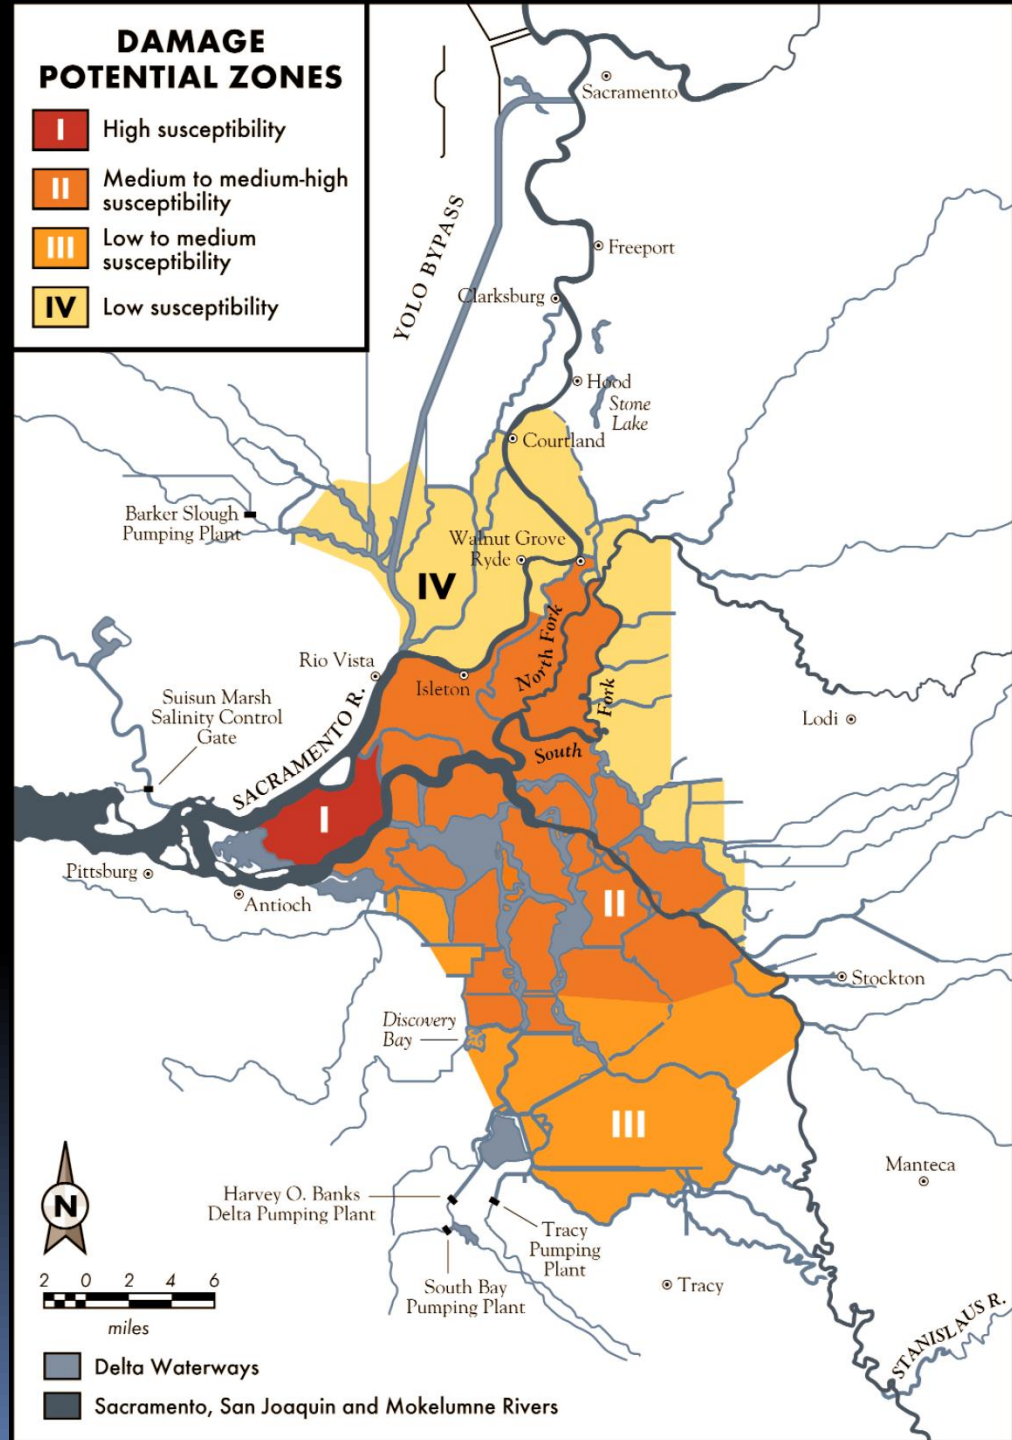 DAMAGE
POTENTIAL ZONES
I High susceptibility
II Medium to medium-high
susceptibility
III Low to medium
susceptibility
IV Low susceptibility
Sacramento
YOLO BYPASS
Freeport
Clarksburg
Hood
Stone
Lake
Courtland
Barker Slough
Pumping Plant
Walnut Grove
Ryde
IV
North Fork
Rio Vista
Isleton
Fork
Suisun Marsh
Salinity Control
Gate
Lodi
SACRAMENTO R.
South
I
Pittsburg
Antioch
II
Stockton
Discovery
Bay
III
Manteca
N
Harvey O. Banks
Delta Pumping Plant
Tracy
Pumping
Plant
South Bay
Pumping Plant
Tracy
2 0 2 4 6
miles
STANISLAUS R.
Delta Waterways
Sacramento, San Joaquin and Mokelumne Rivers